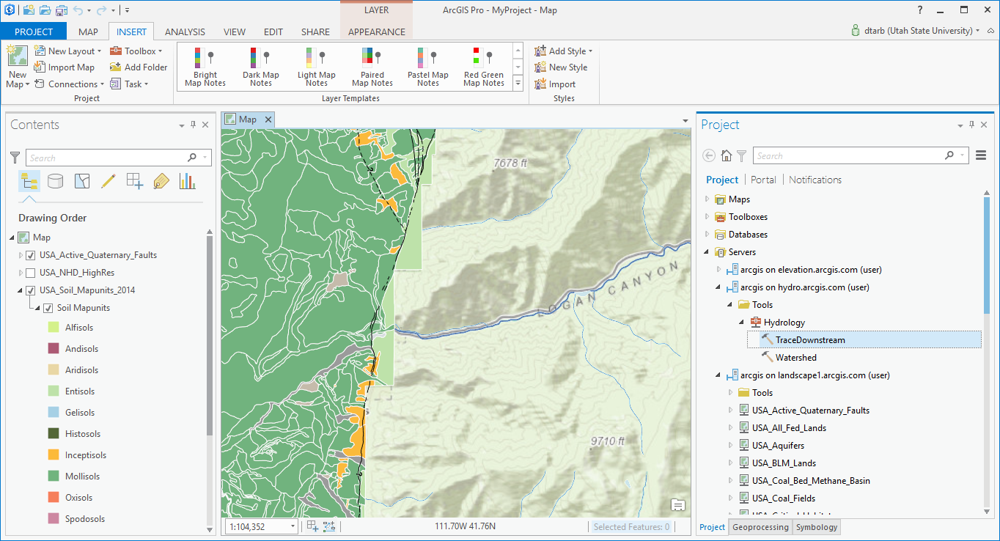 LAYER
ArcGIS Pro - MyProject - Map
?
PROJECT MAP INSERT ANALYSIS VIEW EDIT SHARE APPEARANCE
dtarb (Utah State University)
New Map
New Layout
Import Map
Connections
Toolbox
Add Folder
Task
Project
Bright Map Notes
Dark Map Notes
Light Map Notes
Paired Map Notes
Pastel Map Notes
Red Green Map Notes
Layer Templates
Add Style
New Style
Import
Styles
Contents
Search
Drawing Order
Map
USA_Active_Quaternary_Faults
USA_NHD_HighRes
USA_Soil_Mapunits_2014
Soil Mapunits
Alfisols
Andisols
Aridisols
Entisols
Gelisols
Histosols
Inceptisols
Mollisols
Oxisols
Spodosols
Map
7678 ft
LOGAN CANYON
9710 ft
1:104,352
111.70W 41.76N
Selected Features: 0
Project
Search
Project Portal Notifications
Maps
Toolboxes
Databases
Servers
arcgis on elevation.arcgis.com (user)
arcgis on hydro.arcgis.com (user)
Tools
Hydrology
TraceDownstream
Watershed
arcgis on landscape1.arcgis.com (user)
Tools
USA_Active_Quaternary_Faults
USA_All_Fed_Lands
USA_Aquifers
USA_BLM_Lands
USA_Coal_Bed_Methane_Basin
USA_Coal_Fields
Project Geoprocessing Symbology